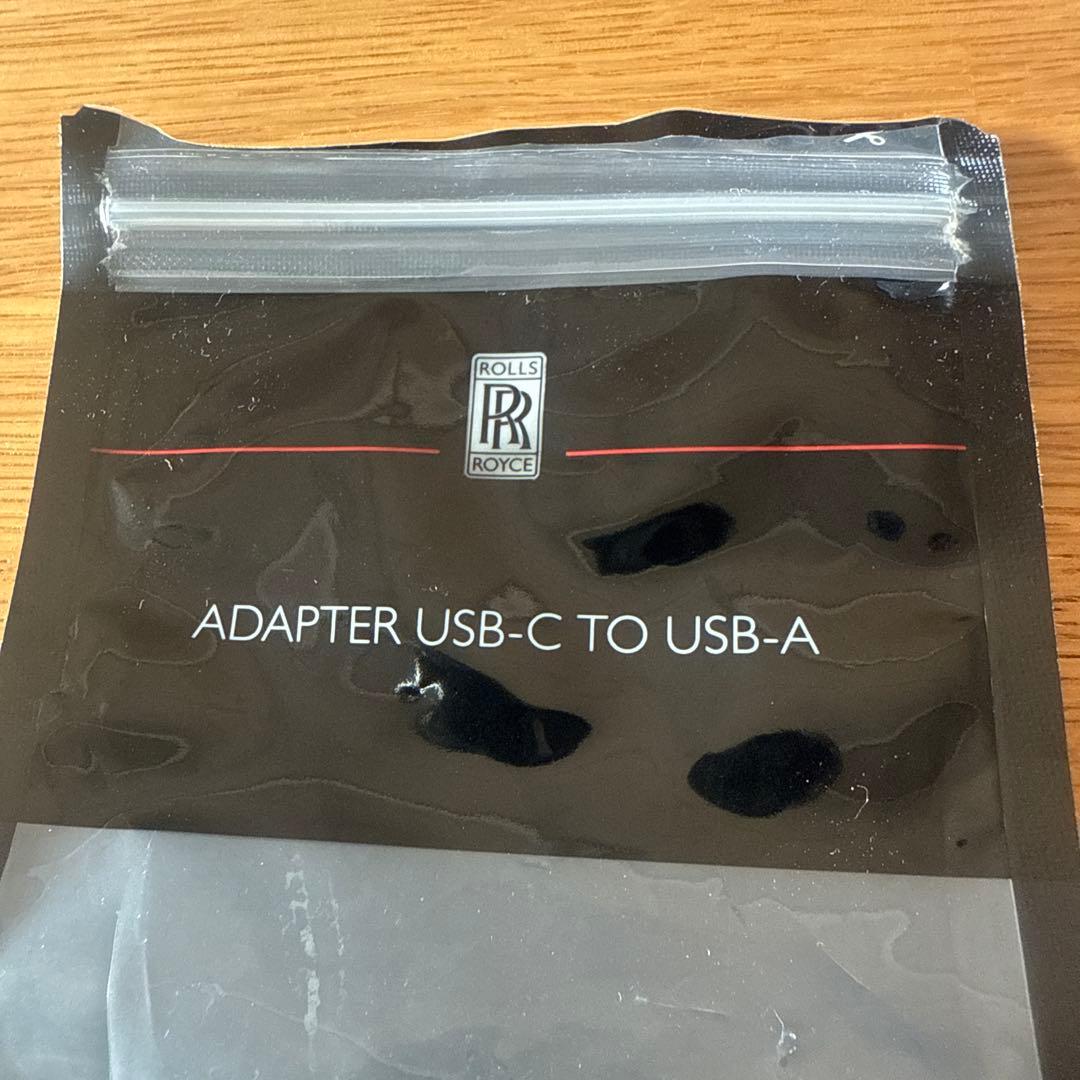 ROLLS
RR
ROYCE
ADAPTER USB-C TO USB-A